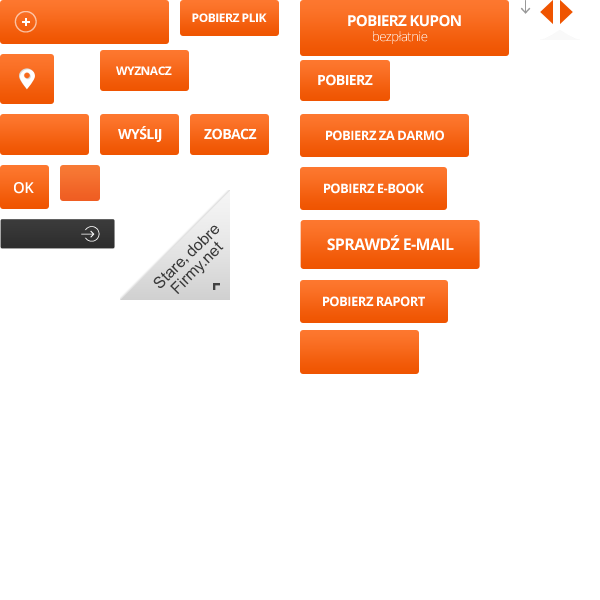 POBIERZ PLIK
POBIERZ KUPON
bezpłatnie
WYZNACZ
POBIERZ
WYŚLIJ
ZOBACZ
POBIERZ ZA DARMO
OK
POBIERZ E-BOOK
Stare, dobre
Firmy.net
SPRAWDŹ E-MAIL
POBIERZ RAPORT